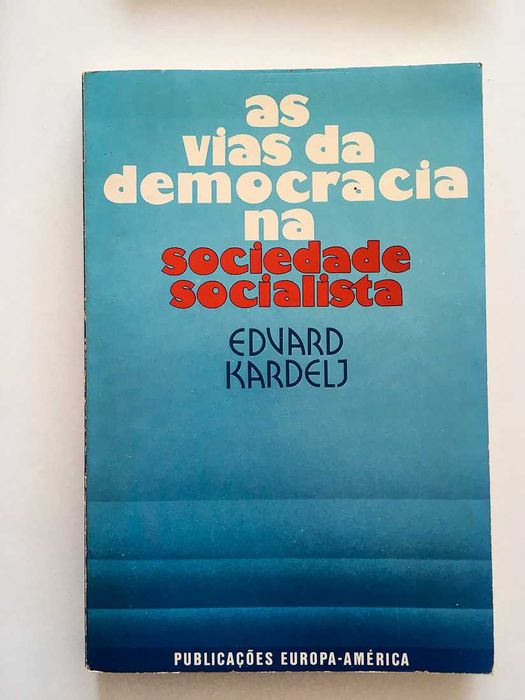 as
vias da
democracia
na
sociedade
socialista
EDVARD
KARDELJ
PUBLICAÇÕES EUROPA-AMÉRICA